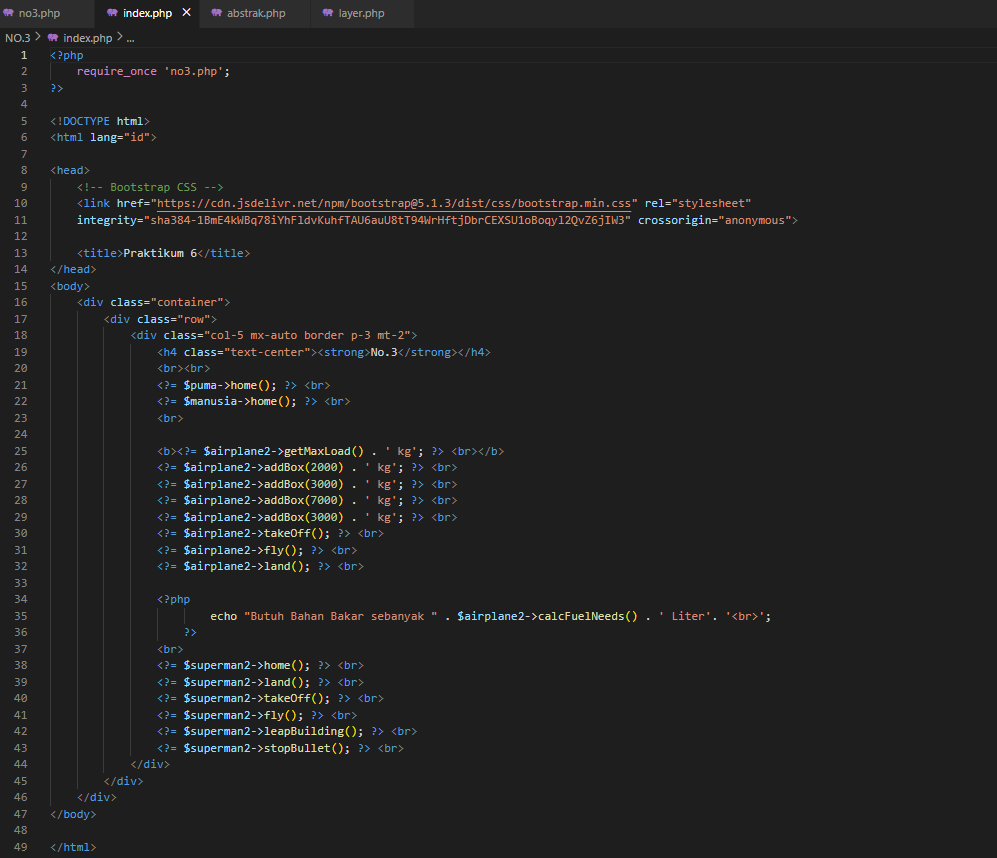 no3.php index.php × abstrak.php layer.php
NO.3 > index.php > ...
1 <?php
2 require_once 'no3.php';
3 ?>
4
5 <!DOCTYPE html>
6 <html lang="id">
7
8 <head>
9 <!-- Bootstrap CSS -->
10 <link href="https://cdn.jsdelivr.net/npm/bootstrap@5.1.3/dist/css/bootstrap.min.css" rel="stylesheet"
11 integrity="sha384-1BmE4kWBq78iYhFldvKuhfTAU6auU8tT94WrHftjDbrCEXSU1oBoqyl2QvZ6jIW3" crossorigin="anonymous">
12
13 <title>Praktikum 6</title>
14 </head>
15 <body>
16 <div class="container">
17 <div class="row">
18 <div class="col-5 mx-auto border p-3 mt-2">
19 <h4 class="text-center"><strong>No.3</strong></h4>
20 <br><br>
21 <?= $puma->home(); ?> <br>
22 <?= $manusia->home(); ?> <br>
23 <br>
24
25 <b><?= $airplane2->getMaxLoad() . ' kg'; ?> <br></b>
26 <?= $airplane2->addBox(2000) . ' kg'; ?> <br>
27 <?= $airplane2->addBox(3000) . ' kg'; ?> <br>
28 <?= $airplane2->addBox(7000) . ' kg'; ?> <br>
29 <?= $airplane2->addBox(3000) . ' kg'; ?> <br>
30 <?= $airplane2->takeOff(); ?> <br>
31 <?= $airplane2->fly(); ?> <br>
32 <?= $airplane2->land(); ?> <br>
33
34 <?php
35 echo "Butuh Bahan Bakar sebanyak " . $airplane2->calcFuelNeeds() . ' Liter'. '<br>';
36 ?>
37 <br>
38 <?= $superman2->home(); ?> <br>
39 <?= $superman2->land(); ?> <br>
40 <?= $superman2->takeOff(); ?> <br>
41 <?= $superman2->fly(); ?> <br>
42 <?= $superman2->leapBuilding(); ?> <br>
43 <?= $superman2->stopBullet(); ?> <br>
44 </div>
45 </div>
46 </div>
47 </body>
48
49 </html>